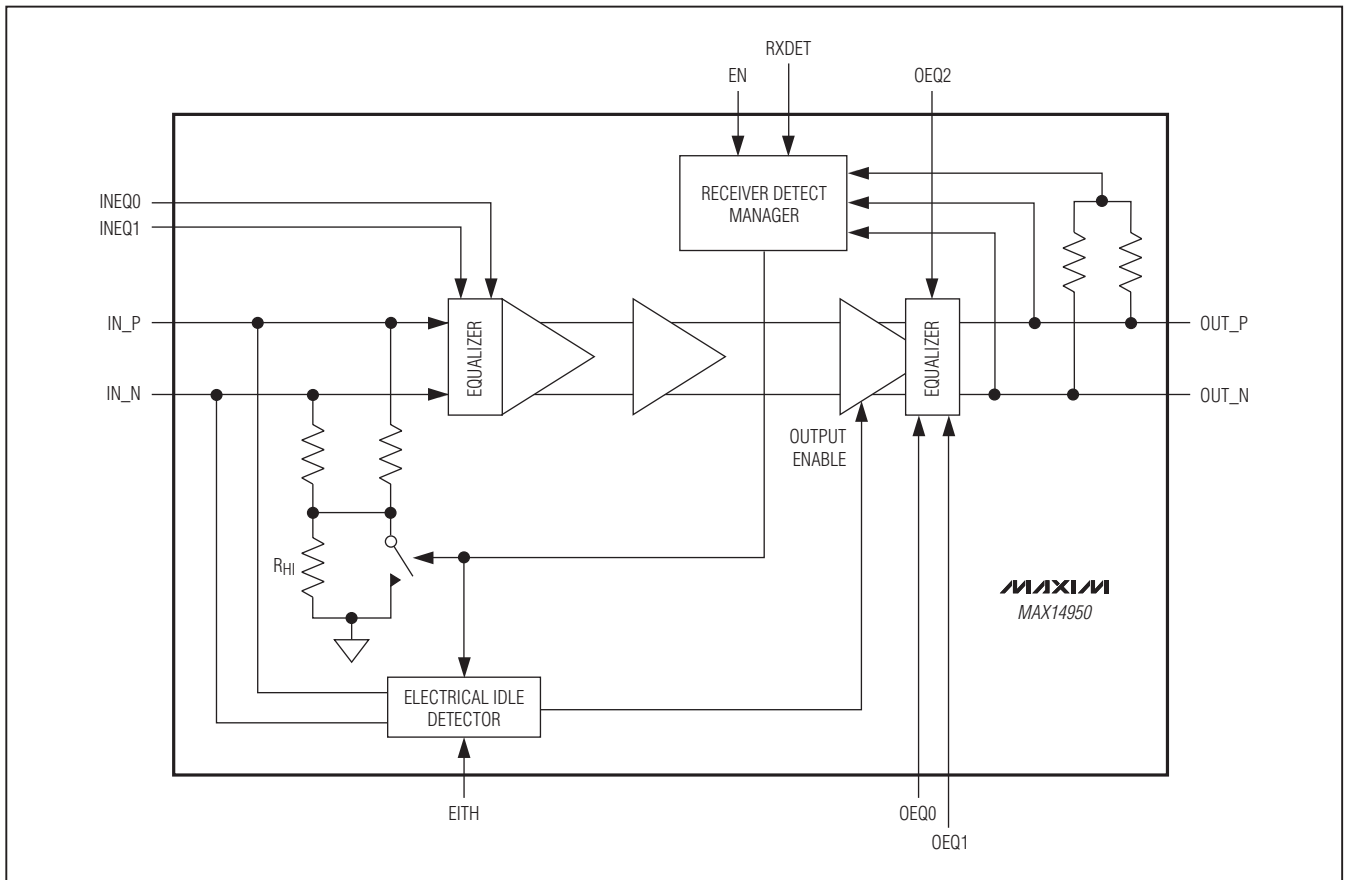 RXDET
EN
OEQ2
INEQ0
INEQ1
RECEIVER DETECT
MANAGER
IN_P
EQUALIZER
EQUALIZER
OUT_P
IN_N
OUT_N
OUTPUT
ENABLE
RHI
MAXIM
MAX14950
ELECTRICAL IDLE
DETECTOR
EITH
OEQ0
OEQ1